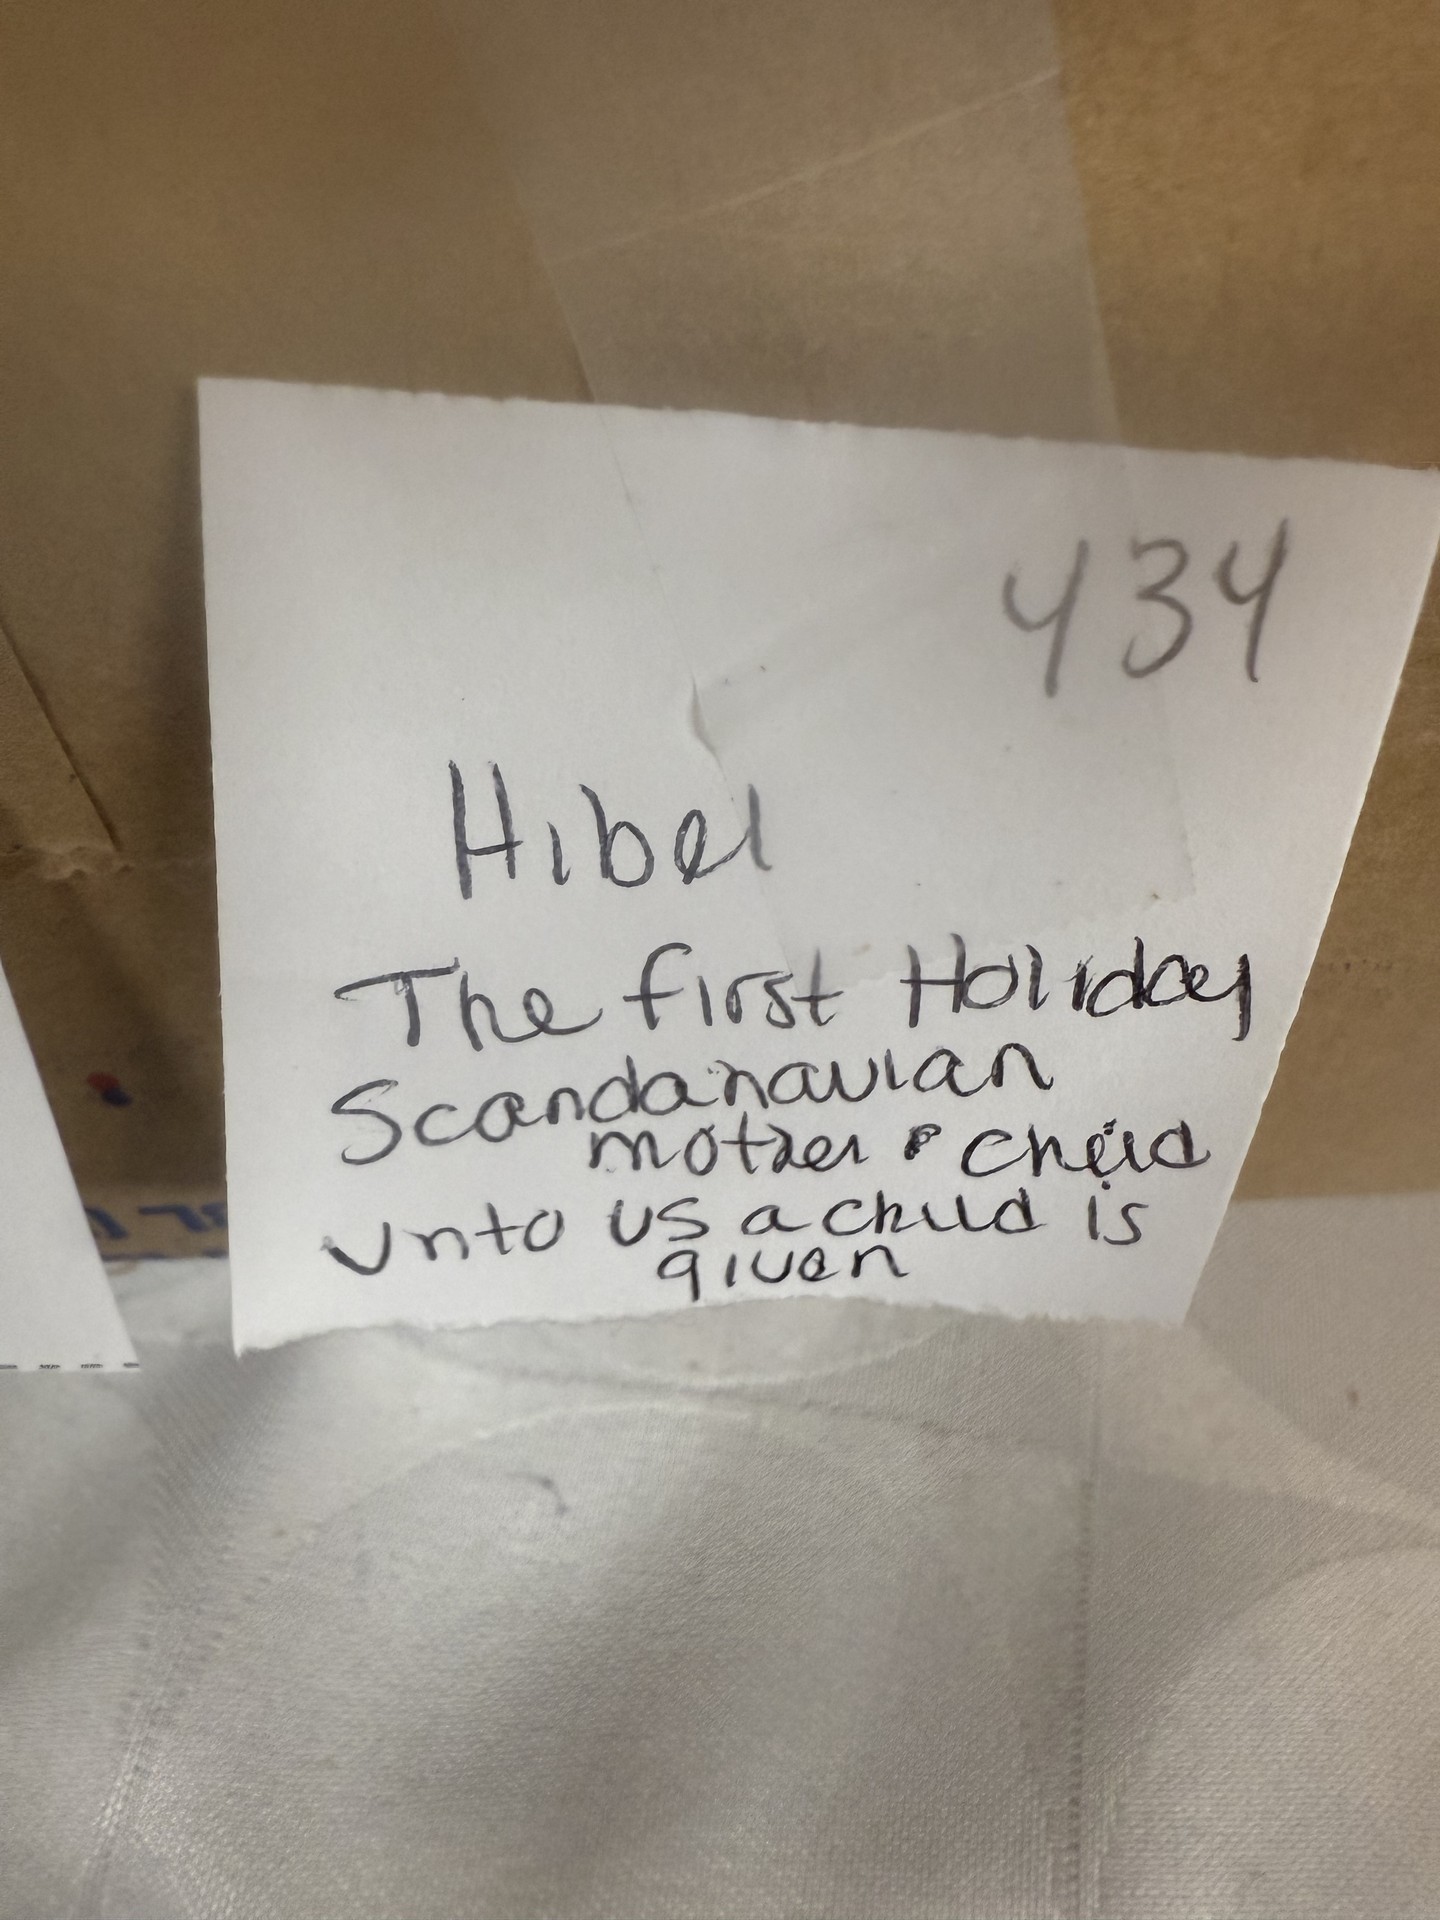 434
Hibel
The first Holiday
Scandanavian
mother & child
unto us a child is
given